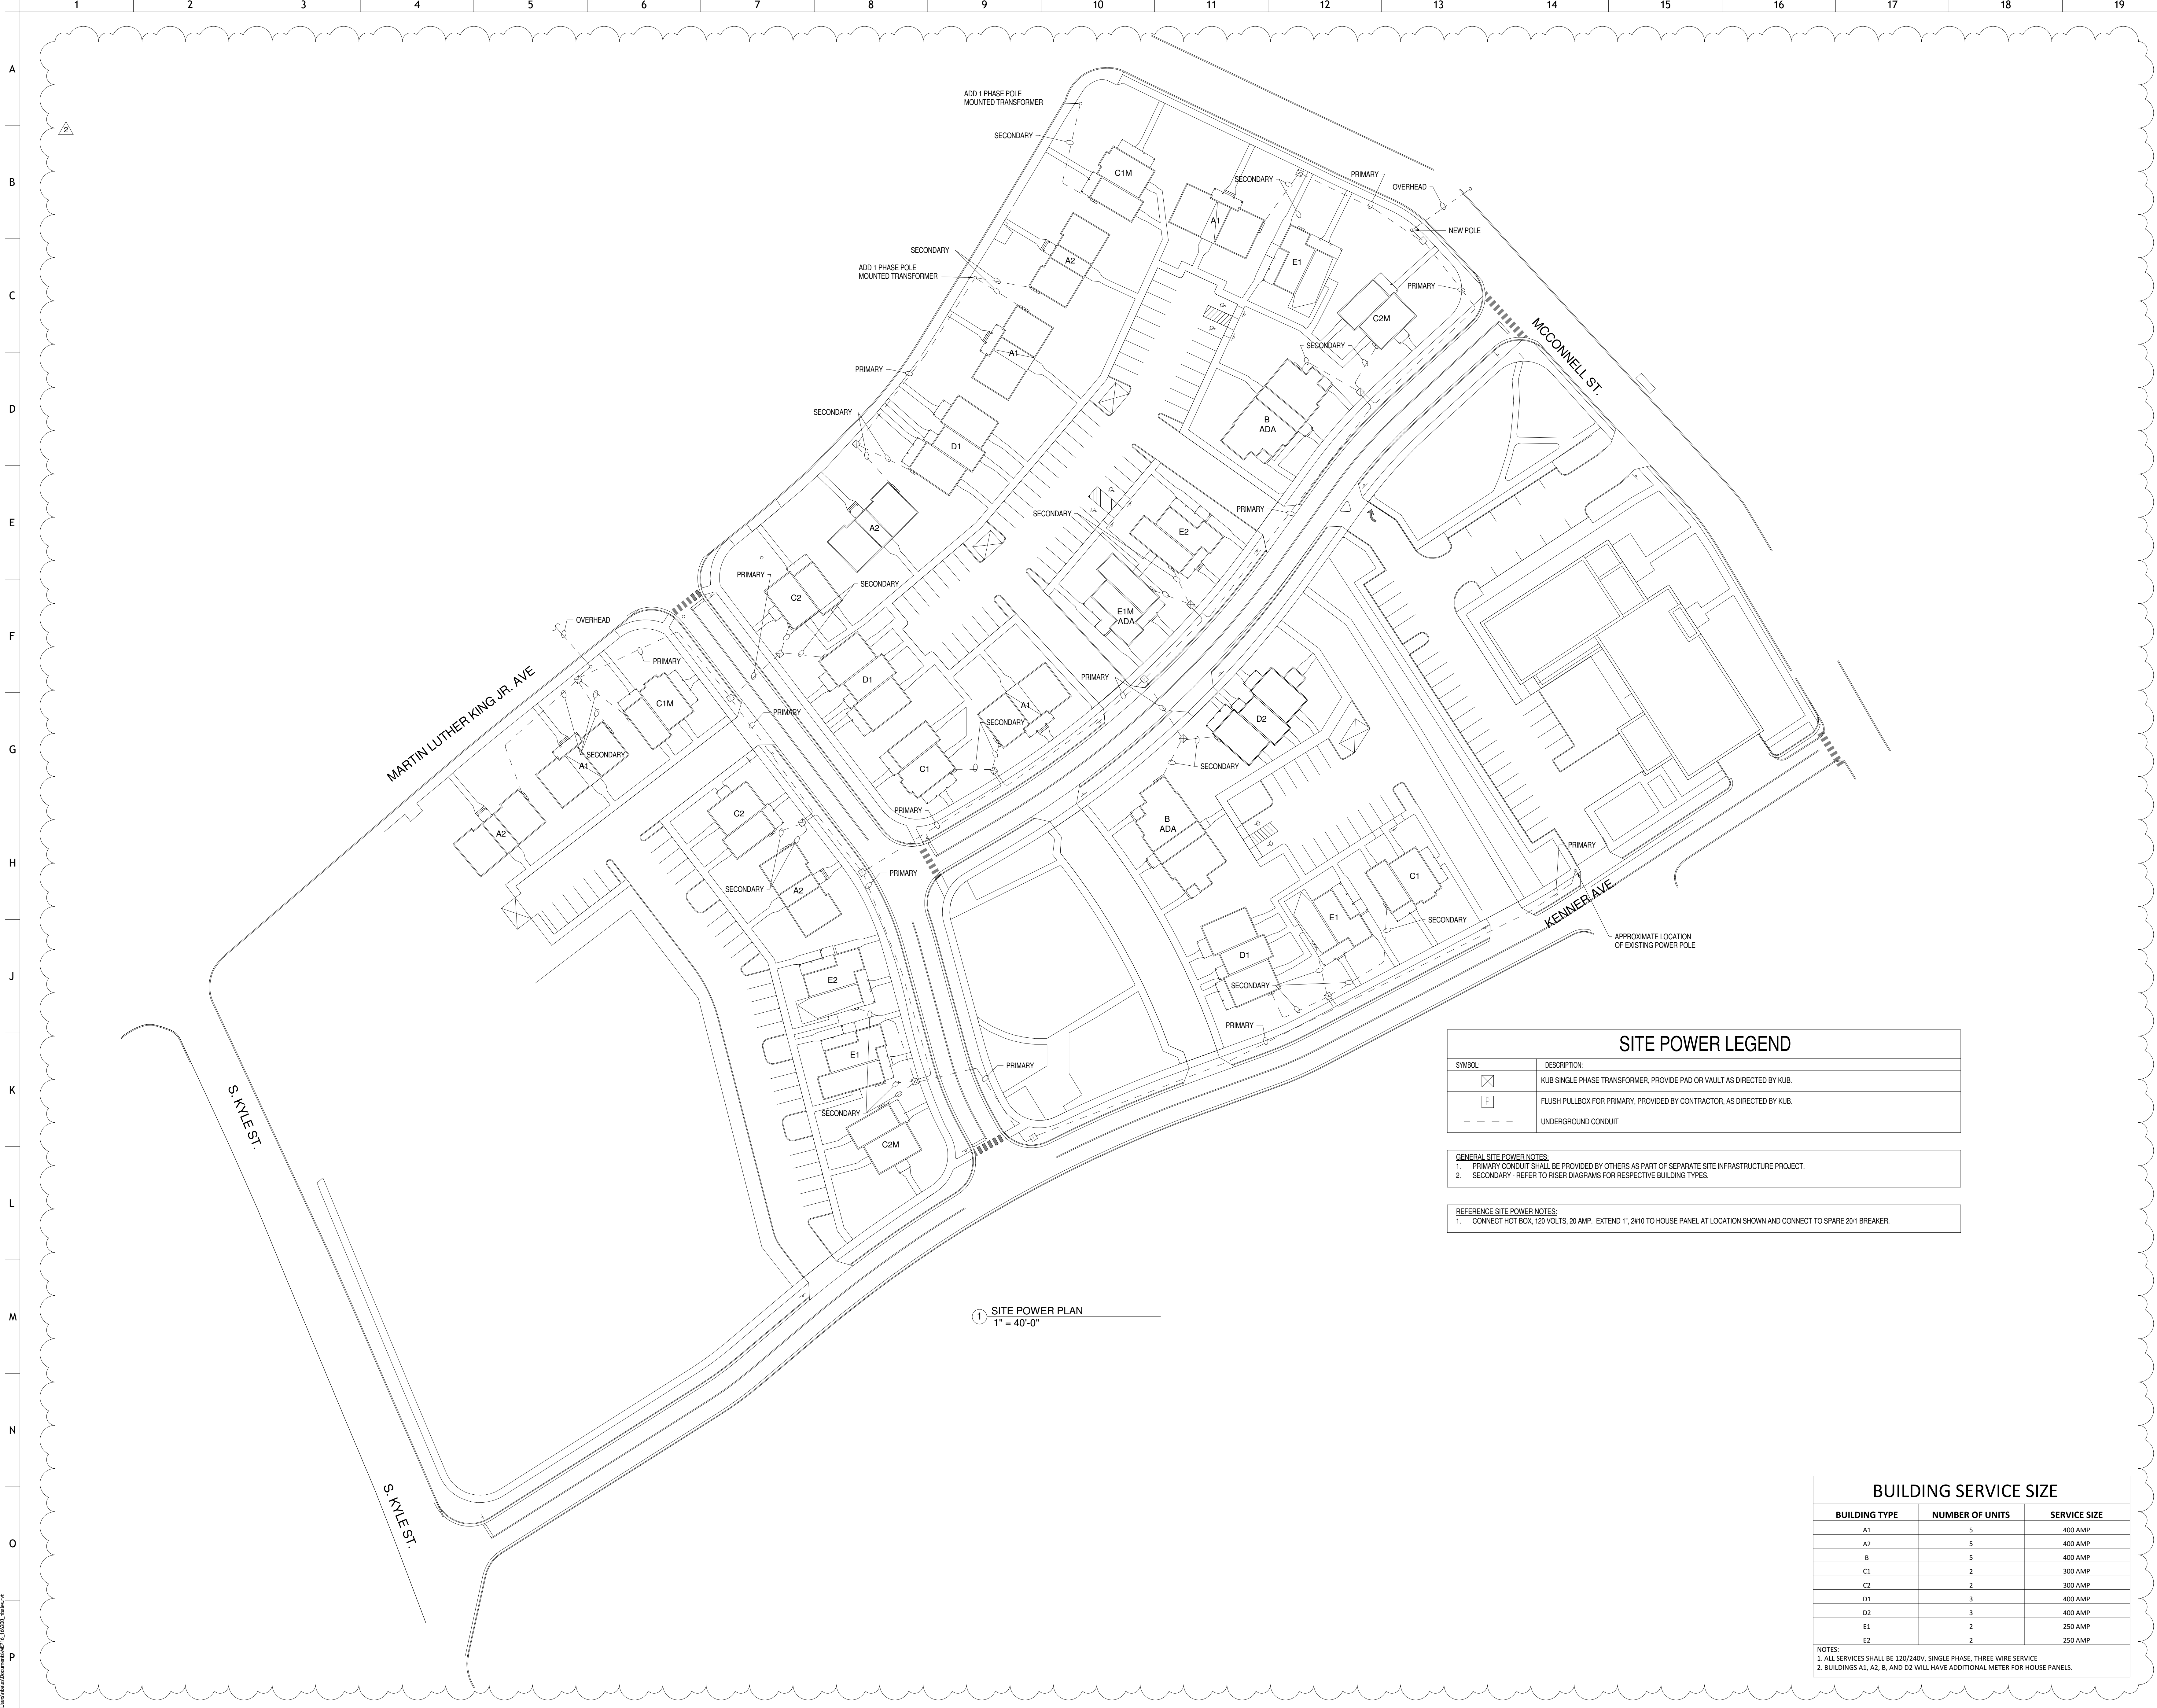 1 2 3 4 5 6 7 8 9 10 11 12 13 14 15 16 17 18 19
A
B
C
D
E
F
G
H
J
K
L
M
N
O
P
2
ADD 1 PHASE POLE
MOUNTED TRANSFORMER
SECONDARY
C1M
SECONDARY
PRIMARY
OVERHEAD
A1
NEW POLE
SECONDARY
A2
E1
ADD 1 PHASE POLE
MOUNTED TRANSFORMER
PRIMARY
C2M
MCCONNELL ST.
SECONDARY
A1
PRIMARY
SECONDARY
B
ADA
D1
SECONDARY
PRIMARY
A2
E2
PRIMARY
SECONDARY
C2
E1M
ADA
OVERHEAD
PRIMARY
MARTIN LUTHER KING JR. AVE
D1
PRIMARY
C1M
A1
PRIMARY
D2
SECONDARY
SECONDARY
A1
C1
SECONDARY
PRIMARY
C2
B
ADA
A2
PRIMARY
PRIMARY
SECONDARY
A2
C1
KENNER AVE.
E1
SECONDARY
APPROXIMATE LOCATION
OF EXISTING POWER POLE
D1
E2
SECONDARY
PRIMARY
E1
PRIMARY
SECONDARY
C2M
S. KYLE ST.
S. KYLE ST.
SITE POWER LEGEND
SYMBOL: DESCRIPTION:
KUB SINGLE PHASE TRANSFORMER, PROVIDE PAD OR VAULT AS DIRECTED BY KUB.
FLUSH PULLBOX FOR PRIMARY, PROVIDED BY CONTRACTOR, AS DIRECTED BY KUB.
UNDERGROUND CONDUIT
GENERAL SITE POWER NOTES:
1. PRIMARY CONDUIT SHALL BE PROVIDED BY OTHERS AS PART OF SEPARATE SITE INFRASTRUCTURE PROJECT.
2. SECONDARY - REFER TO RISER DIAGRAMS FOR RESPECTIVE BUILDING TYPES.
REFERENCE SITE POWER NOTES:
1. CONNECT HOT BOX, 120 VOLTS, 20 AMP. EXTEND 1", 2#10 TO HOUSE PANEL AT LOCATION SHOWN AND CONNECT TO SPARE 20/1 BREAKER.
1 SITE POWER PLAN
1" = 40'-0"
BUILDING SERVICE SIZE
BUILDING TYPE NUMBER OF UNITS SERVICE SIZE
A1 5 400 AMP
A2 5 400 AMP
B 5 400 AMP
C1 2 300 AMP
C2 2 300 AMP
D1 3 400 AMP
D2 3 400 AMP
E1 2 250 AMP
E2 2 250 AMP
NOTES:
1. ALL SERVICES SHALL BE 120/240V, SINGLE PHASE, THREE WIRE SERVICE
2. BUILDINGS A1, A2, B, AND D2 WILL HAVE ADDITIONAL METER FOR HOUSE PANELS.